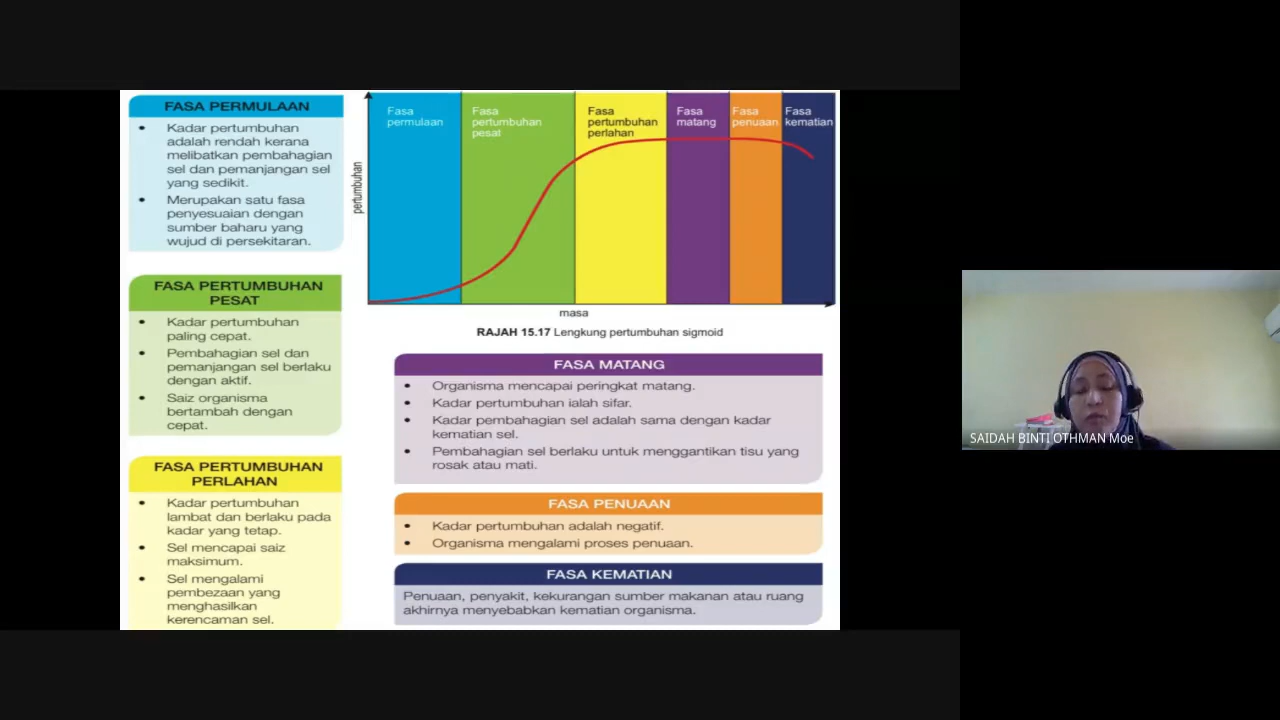 FASA PERMULAAN
• Kadar pertumbuhan
adalah rendah kerana
melibatkan pembahagian
sel dan pemanjangan sel
yang sedikit.
• Merupakan satu fasa
penyesuaian dengan
sumber baharu yang
wujud di persekitaran.
FASA PERTUMBUHAN
PESAT
• Kadar pertumbuhan
paling cepat.
• Pembahagian sel dan
pemanjangan sel berlaku
dengan aktif.
• Saiz organisma
bertambah dengan
cepat.
FASA PERTUMBUHAN
PERLAHAN
• Kadar pertumbuhan
lambat dan berlaku pada
kadar yang tetap.
• Sel mencapai saiz
maksimum.
• Sel mengalami
pembezaan yang
menghasilkan
kerencaman sel.
pertumbuhan
Fasa
permulaan
Fasa
pertumbuhan
pesat
Fasa
pertumbuhan
perlahan
Fasa
matang
Fasa
penuaan
Fasa
kematian
masa
RAJAH 15.17 Lengkung pertumbuhan sigmoid
FASA MATANG
• Organisma mencapai peringkat matang.
• Kadar pertumbuhan ialah sifar.
• Kadar pembahagian sel adalah sama dengan kadar
kematian sel.
• Pembahagian sel berlaku untuk menggantikan tisu yang
rosak atau mati.
FASA PENUAAN
• Kadar pertumbuhan adalah negatif.
• Organisma mengalami proses penuaan.
FASA KEMATIAN
Penuaan, penyakit, kekurangan sumber makanan atau ruang
akhirnya menyebabkan kematian organisma.
SAIDAH BINTI OTHMAN Moe